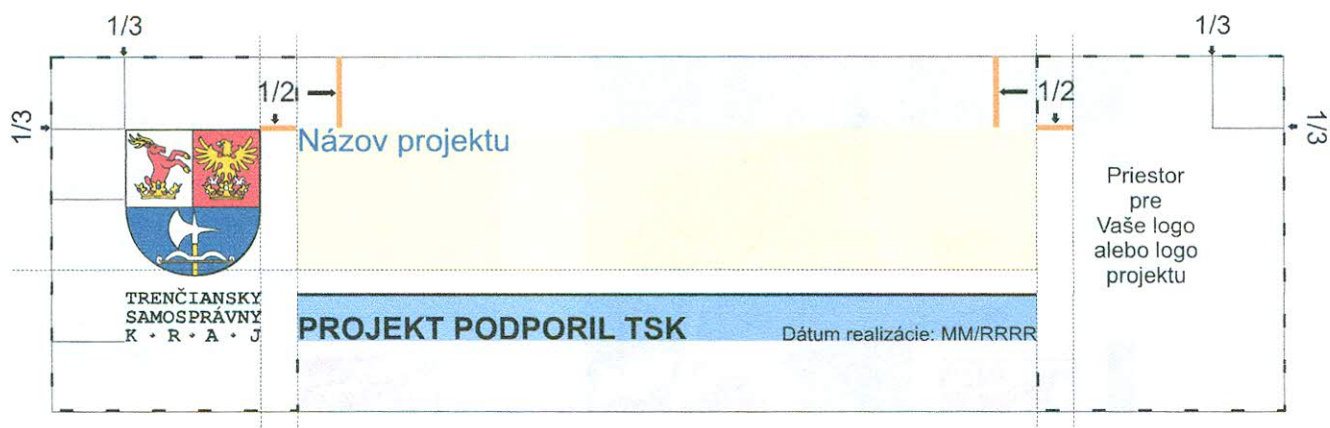 1/3
1/3
1/2
1/2
1/3
1/3
Názov projektu
Priestor
pre
Vaše logo
alebo logo
projektu
TRENČIANSKY
SAMOSPRÁVNY
K · R · A · J
PROJEKT PODPORIL TSK
Dátum realizácie: MM/RRRR